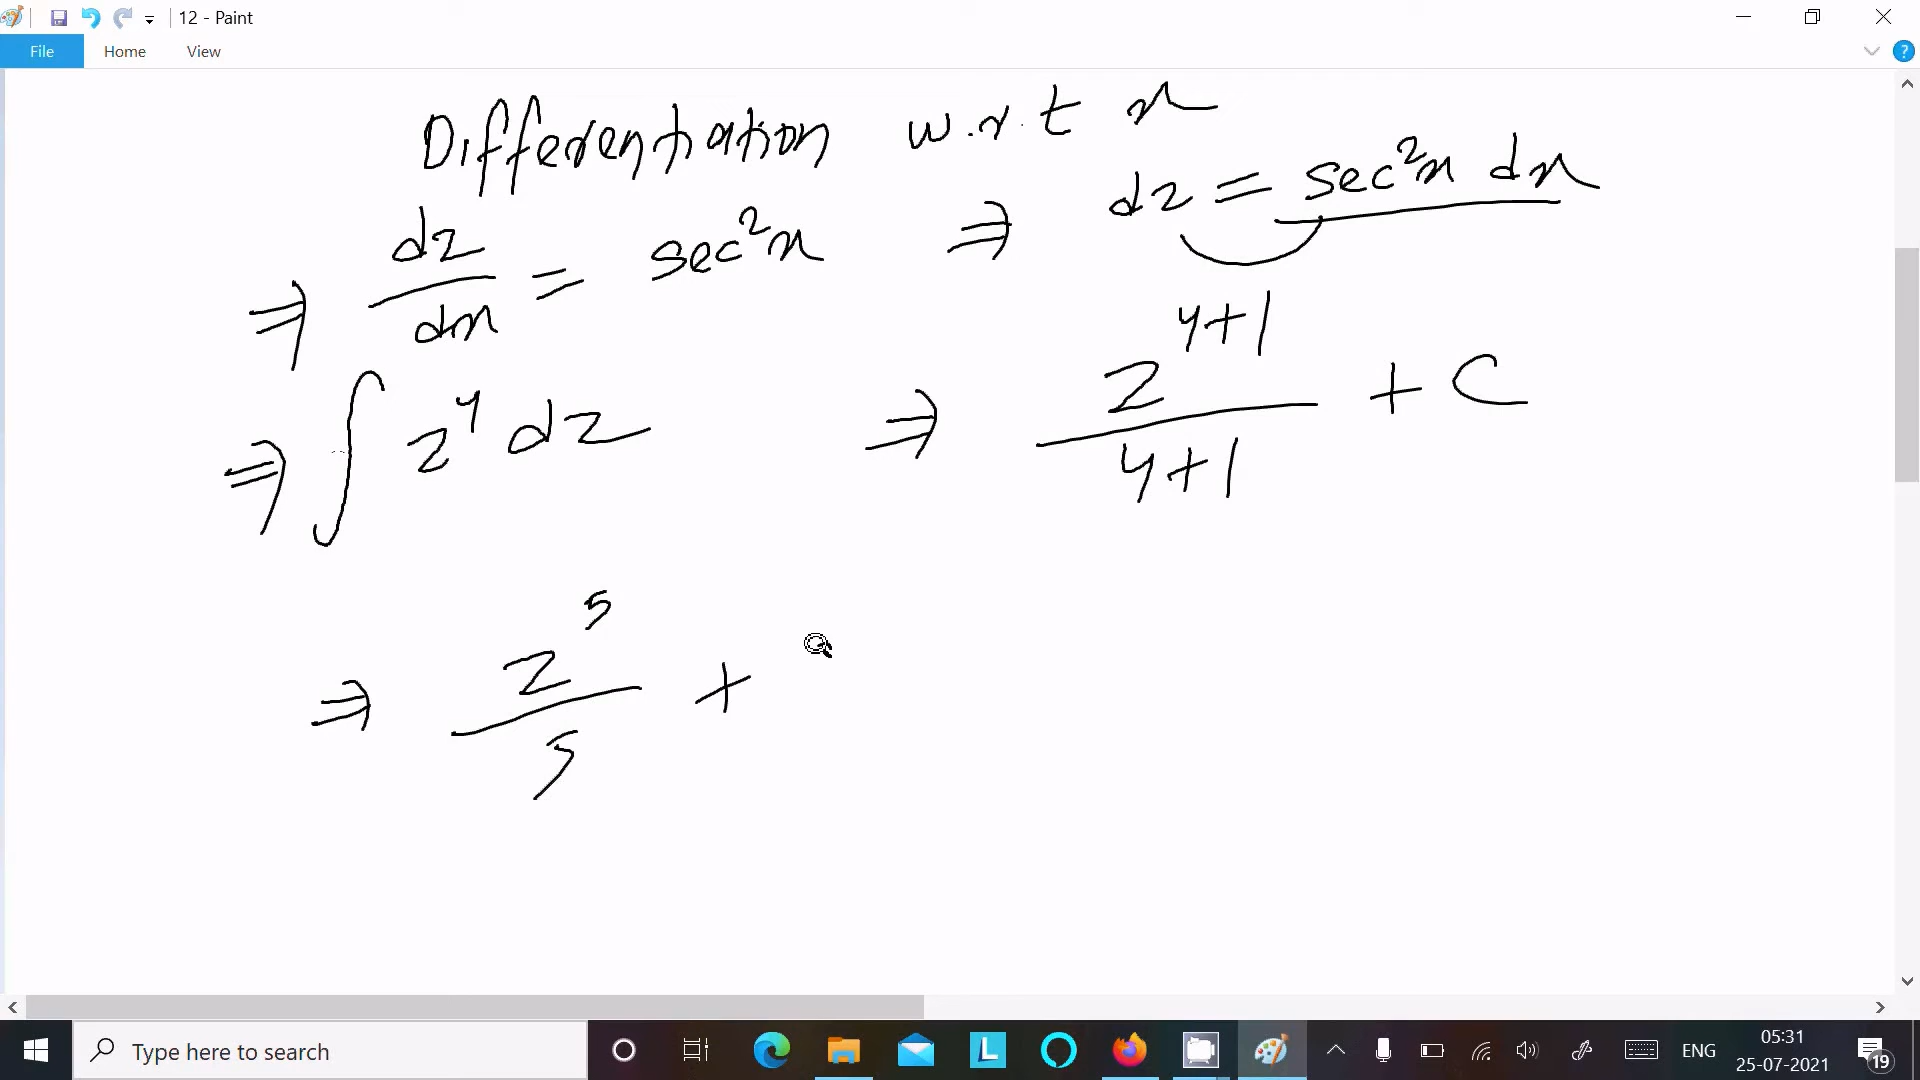 12 - Paint
File Home View
Differentiation w.r.t x
⇒ dz/dx = sec²x ⇒ dz = sec²x dx
⇒ ∫ z⁴ dz ⇒ z⁴⁺¹/4+1 + C
⇒ z⁵/5 +
Type here to search
ENG
05:31
25-07-2021
19